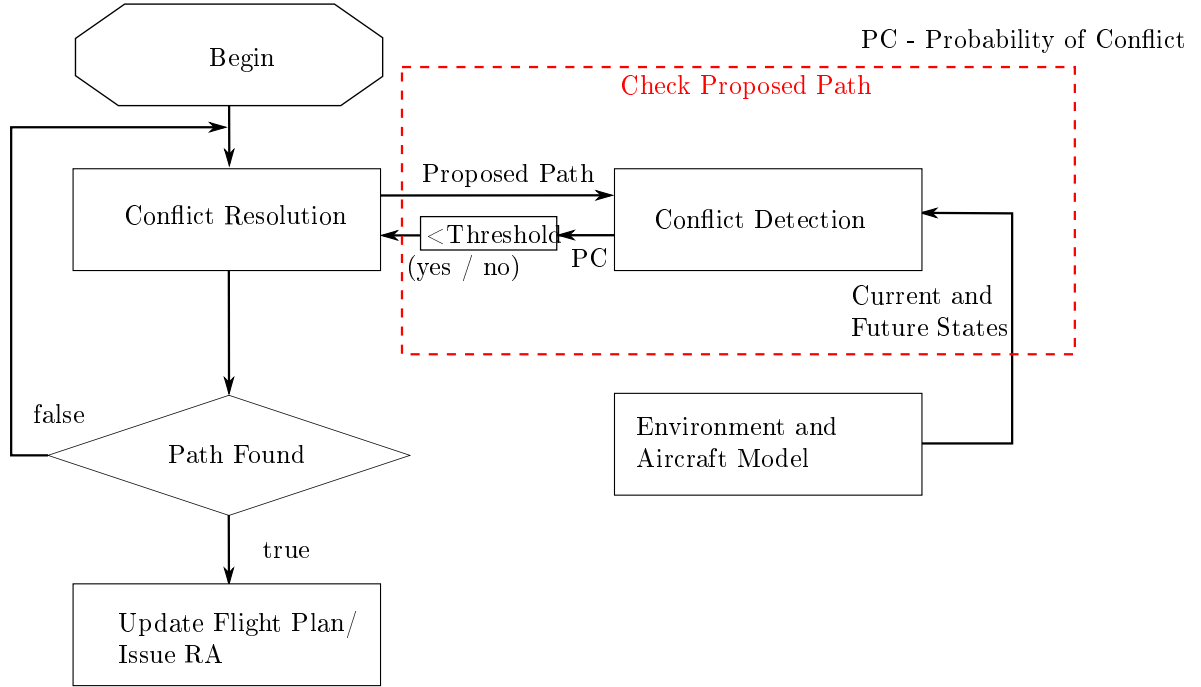 PC - Probability of Conflict
Begin
Check Proposed Path
Proposed Path
Conflict Resolution
<Threshold
Conflict Detection
(yes / no)
PC
Current and
Future States
false
Path Found
Environment and
Aircraft Model
true
Update Flight Plan/
Issue RA